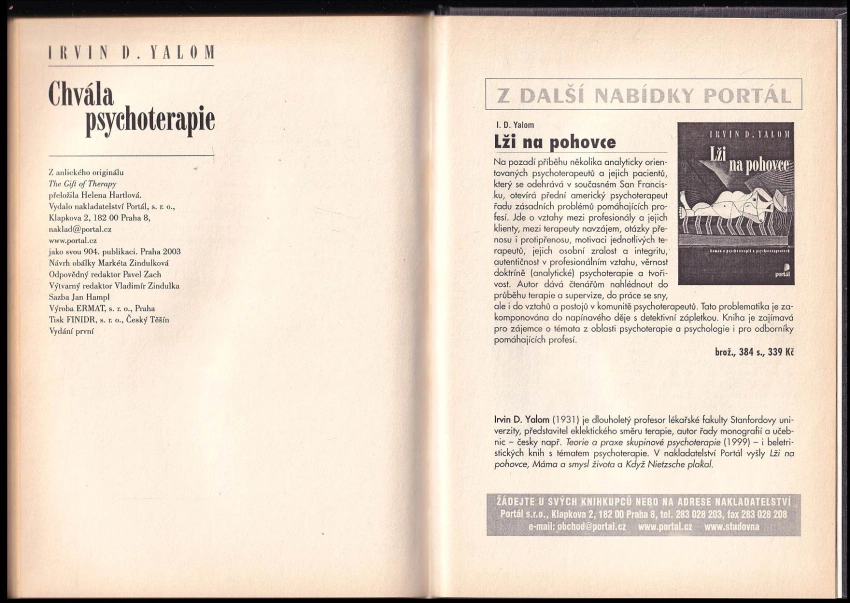 IRVIN D. YALOM
Chvála
psychoterapie
Z anlického originálu
The Gift of Therapy
přeložila Helena Hartlová.
Vydalo nakladatelství Portál, s. r. o.,
Klapkova 2, 182 00 Praha 8,
naklad@portal.cz
www.portal.cz
jako svou 904. publikaci. Praha 2003
Návrh obálky Markéta Zindulková
Odpovědný redaktor Pavel Zach
Výtvarný redaktor Vladimír Zindulka
Sazba Jan Hampl
Výroba ERMAT, s. r. o., Praha
Tisk FINIDR, s. r. o., Český Těšín
Vydání první
Z DALŠÍ NABÍDKY PORTÁL
I. D. Yalom
Lži na pohovce
Na pozadí příběhu několika analyticky orien-
tovaných psychoterapeutů a jejich pacientů,
který se odehrává v současném San Francis-
ku, otevírá přední americký psychoterapeut
řadu zásadních problémů pomáhajících pro-
fesí. Jde o vztahy mezi profesionály a jejich
klienty, mezi terapeuty navzájem, otázky pře-
nosu i protipřenosu, motivaci jednotlivých te-
rapeutů, jejich osobní zralost a integritu,
autentičnost v profesionálním vztahu, věrnost
doktríně (analytické) psychoterapie a tvoři-
vost. Autor dává čtenářům nahlédnout do
průběhu terapie a supervize, do práce se sny,
ale i do vztahů a postojů v komunitě psychoterapeutů. Tato problematika je za-
komponována do napínavého děje s detektivní zápletkou. Kniha je zajímavá
pro zájemce o témata z oblasti psychoterapie a psychologie i pro odborníky
pomáhajících profesí.
brož., 384 s., 339 Kč
IRVIN D. YALOM
Lži
na pohovce
román o psychoterapii a psychoterapeutech
portál
Irvin D. Yalom (1931) je dlouholetý profesor lékařské fakulty Stanfordovy uni-
verzity, představitel eklektického směru terapie, autor řady monografií a učeb-
nic – česky např. Teorie a praxe skupinové psychoterapie (1999) – i beletri-
stických knih s tématem psychoterapie. V nakladatelství Portál vyšly Lži na
pohovce, Máma a smysl života a Když Nietzsche plakal.
ŽÁDEJTE U SVÝCH KNIHKUPCŮ NEBO NA ADRESE NAKLADATELSTVÍ
Portál s.r.o., Klapkova 2, 182 00 Praha 8, tel. 283 028 203, fax 283 028 208
e-mail: obchod@portal.cz www.portal.cz www.studovna